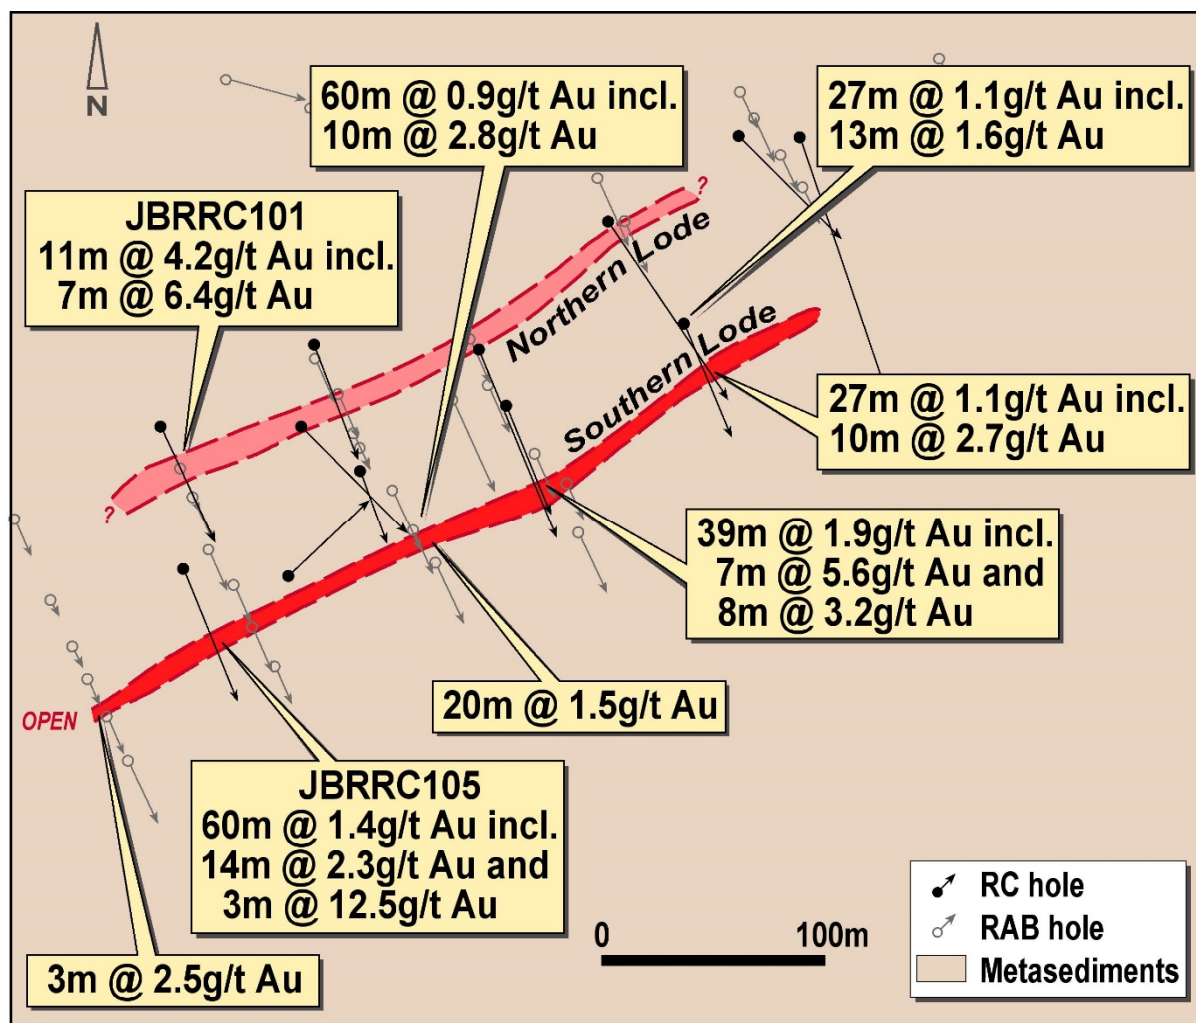 N
60m @ 0.9g/t Au incl.
10m @ 2.8g/t Au
27m @ 1.1g/t Au incl.
13m @ 1.6g/t Au
JBRRC101
11m @ 4.2g/t Au incl.
7m @ 6.4g/t Au
?
Northern Lode
Southern Lode
27m @ 1.1g/t Au incl.
10m @ 2.7g/t Au
?
39m @ 1.9g/t Au incl.
7m @ 5.6g/t Au and
8m @ 3.2g/t Au
20m @ 1.5g/t Au
OPEN
JBRRC105
60m @ 1.4g/t Au incl.
14m @ 2.3g/t Au and
3m @ 12.5g/t Au
3m @ 2.5g/t Au
0 100m
RC hole
RAB hole
Metasediments